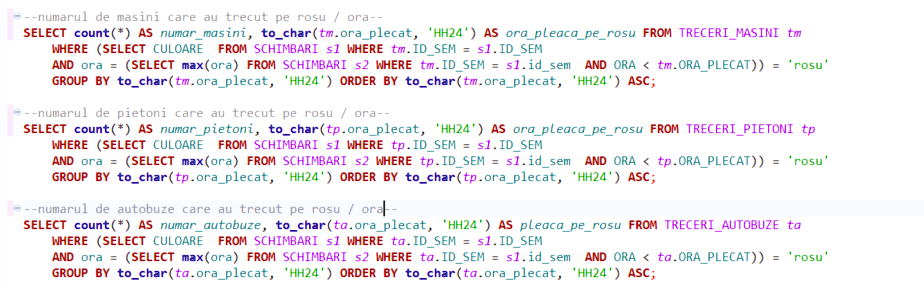 --numarul de masini care au trecut pe rosu / ora--
SELECT count(*) AS numar_masini, to_char(tm.ora_plecat, 'HH24') AS ora_pleaca_pe_rosu FROM TRECERI_MASINI tm
WHERE (SELECT CULOARE FROM SCHIMBARI s1 WHERE tm.ID_SEM = s1.ID_SEM
AND ora = (SELECT max(ora) FROM SCHIMBARI s2 WHERE tm.ID_SEM = s1.id_sem AND ORA < tm.ORA_PLECAT)) = 'rosu'
GROUP BY to_char(tm.ora_plecat, 'HH24') ORDER BY to_char(tm.ora_plecat, 'HH24') ASC;
--numarul de pietoni care au trecut pe rosu / ora--
SELECT count(*) AS numar_pietoni, to_char(tp.ora_plecat, 'HH24') AS ora_pleaca_pe_rosu FROM TRECERI_PIETONI tp
WHERE (SELECT CULOARE FROM SCHIMBARI s1 WHERE tp.ID_SEM = s1.ID_SEM
AND ora = (SELECT max(ora) FROM SCHIMBARI s2 WHERE tp.ID_SEM = s1.id_sem AND ORA < tp.ORA_PLECAT)) = 'rosu'
GROUP BY to_char(tp.ora_plecat, 'HH24') ORDER BY to_char(tp.ora_plecat, 'HH24') ASC;
--numarul de autobuze care au trecut pe rosu / ora--
SELECT count(*) AS numar_autobuze, to_char(ta.ora_plecat, 'HH24') AS pleaca_pe_rosu FROM TRECERI_AUTOBUZE ta
WHERE (SELECT CULOARE FROM SCHIMBARI s1 WHERE ta.ID_SEM = s1.ID_SEM
AND ora = (SELECT max(ora) FROM SCHIMBARI s2 WHERE ta.ID_SEM = s1.id_sem AND ORA < ta.ORA_PLECAT)) = 'rosu'
GROUP BY to_char(ta.ora_plecat, 'HH24') ORDER BY to_char(ta.ora_plecat, 'HH24') ASC;